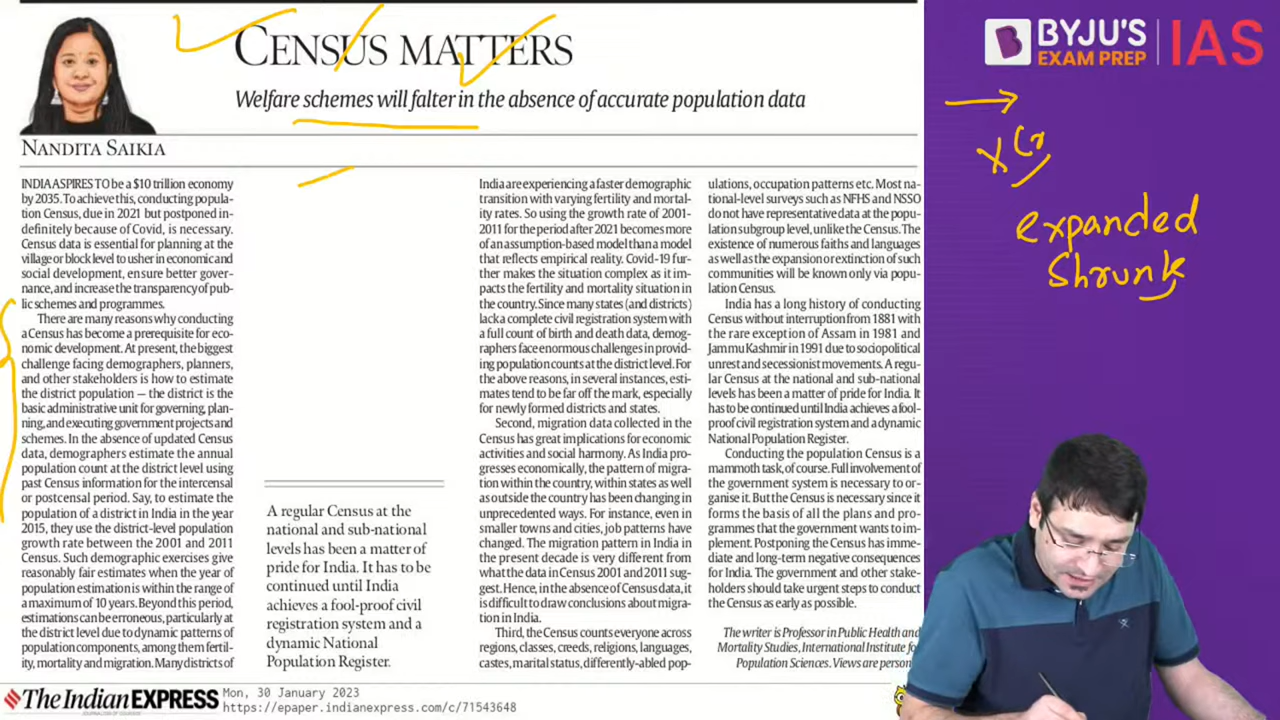 CENSUS MATTERS
Welfare schemes will falter in the absence of accurate population data
NANDITA SAIKIA
INDIA ASPIRES TO be a $10 trillion economy
by 2035. To achieve this, conducting popula-
tion Census, due in 2021 but postponed in-
definitely because of Covid, is necessary.
Census data is essential for planning at the
village or block level to usher in economic and
social development, ensure better gover-
nance, and increase the transparency of pub-
lic schemes and programmes.
There are many reasons why conducting
a Census has become a prerequisite for eco-
nomic development. At present, the biggest
challenge facing demographers, planners,
and other stakeholders is how to estimate
the district population — the district is the
basic administrative unit for governing, plan-
ning, and executing government projects and
schemes. In the absence of updated Census
data, demographers estimate the annual
population count at the district level using
past Census information for the intercensal
or postcensal period. Say, to estimate the
population of a district in India in the year
2015, they use the district-level population
growth rate between the 2001 and 2011
Census. Such demographic exercises give
reasonably fair estimates when the year of
population estimation is within the range of
a maximum of 10 years. Beyond this period,
estimations can be erroneous, particularly at
the district level due to dynamic patterns of
population components, among them fertil-
ity, mortality and migration. Many districts of
A regular Census at the
national and sub-national
levels has been a matter of
pride for India. It has to be
continued until India
achieves a fool-proof civil
registration system and a
dynamic National
Population Register.
India are experiencing a faster demographic
transition with varying fertility and mortal-
ity rates. So using the growth rate of 2001-
2011 for the period after 2021 becomes more
of an assumption-based model than a model
that reflects empirical reality. Covid-19 fur-
ther makes the situation complex as it im-
pacts the fertility and mortality situation in
the country. Since many states (and districts)
lack a complete civil registration system with
a full count of birth and death data, demog-
raphers face enormous challenges in provid-
ing population counts at the district level. For
the above reasons, in several instances, esti-
mates tend to be far off the mark, especially
for newly formed districts and states.
Second, migration data collected in the
Census has great implications for economic
activities and social harmony. As India pro-
gresses economically, the pattern of migra-
tion within the country, within states as well
as outside the country has been changing in
unprecedented ways. For instance, even in
smaller towns and cities, job patterns have
changed. The migration pattern in India in
the present decade is very different from
what the data in Census 2001 and 2011 sug-
gest. Hence, in the absence of Census data, it
is difficult to draw conclusions about migra-
tion in India.
Third, the Census counts everyone across
regions, classes, creeds, religions, languages,
castes, marital status, differently-abled pop-
ulations, occupation patterns etc. Most na-
tional-level surveys such as NFHS and NSSO
do not have representative data at the popu-
lation subgroup level, unlike the Census. The
existence of numerous faiths and languages
as well as the expansion or extinction of such
communities will be known only via popu-
lation Census.
India has a long history of conducting
Census without interruption from 1881 with
the rare exception of Assam in 1981 and
Jammu Kashmir in 1991 due to sociopolitical
unrest and secessionist movements. A regu-
lar Census at the national and sub-national
levels has been a matter of pride for India. It
has to be continued until India achieves a fool-
proof civil registration system and a dynamic
National Population Register.
Conducting the population Census is a
mammoth task, of course. Full involvement of
the government system is necessary to or-
ganise it. But the Census is necessary since it
forms the basis of all the plans and pro-
grammes that the government wants to im-
plement. Postponing the Census has imme-
diate and long-term negative consequences
for India. The government and other stake-
holders should take urgent steps to conduct
the Census as early as possible.
The writer is Professor in Public Health and
Mortality Studies, International Institute for
Population Sciences. Views are person
The Indian EXPRESS
JOURNALISM OF COURAGE
Mon, 30 January 2023
https://epaper.indianexpress.com/c/71543648
BYJU'S
EXAM PREP
IAS
expanded
Shrunk